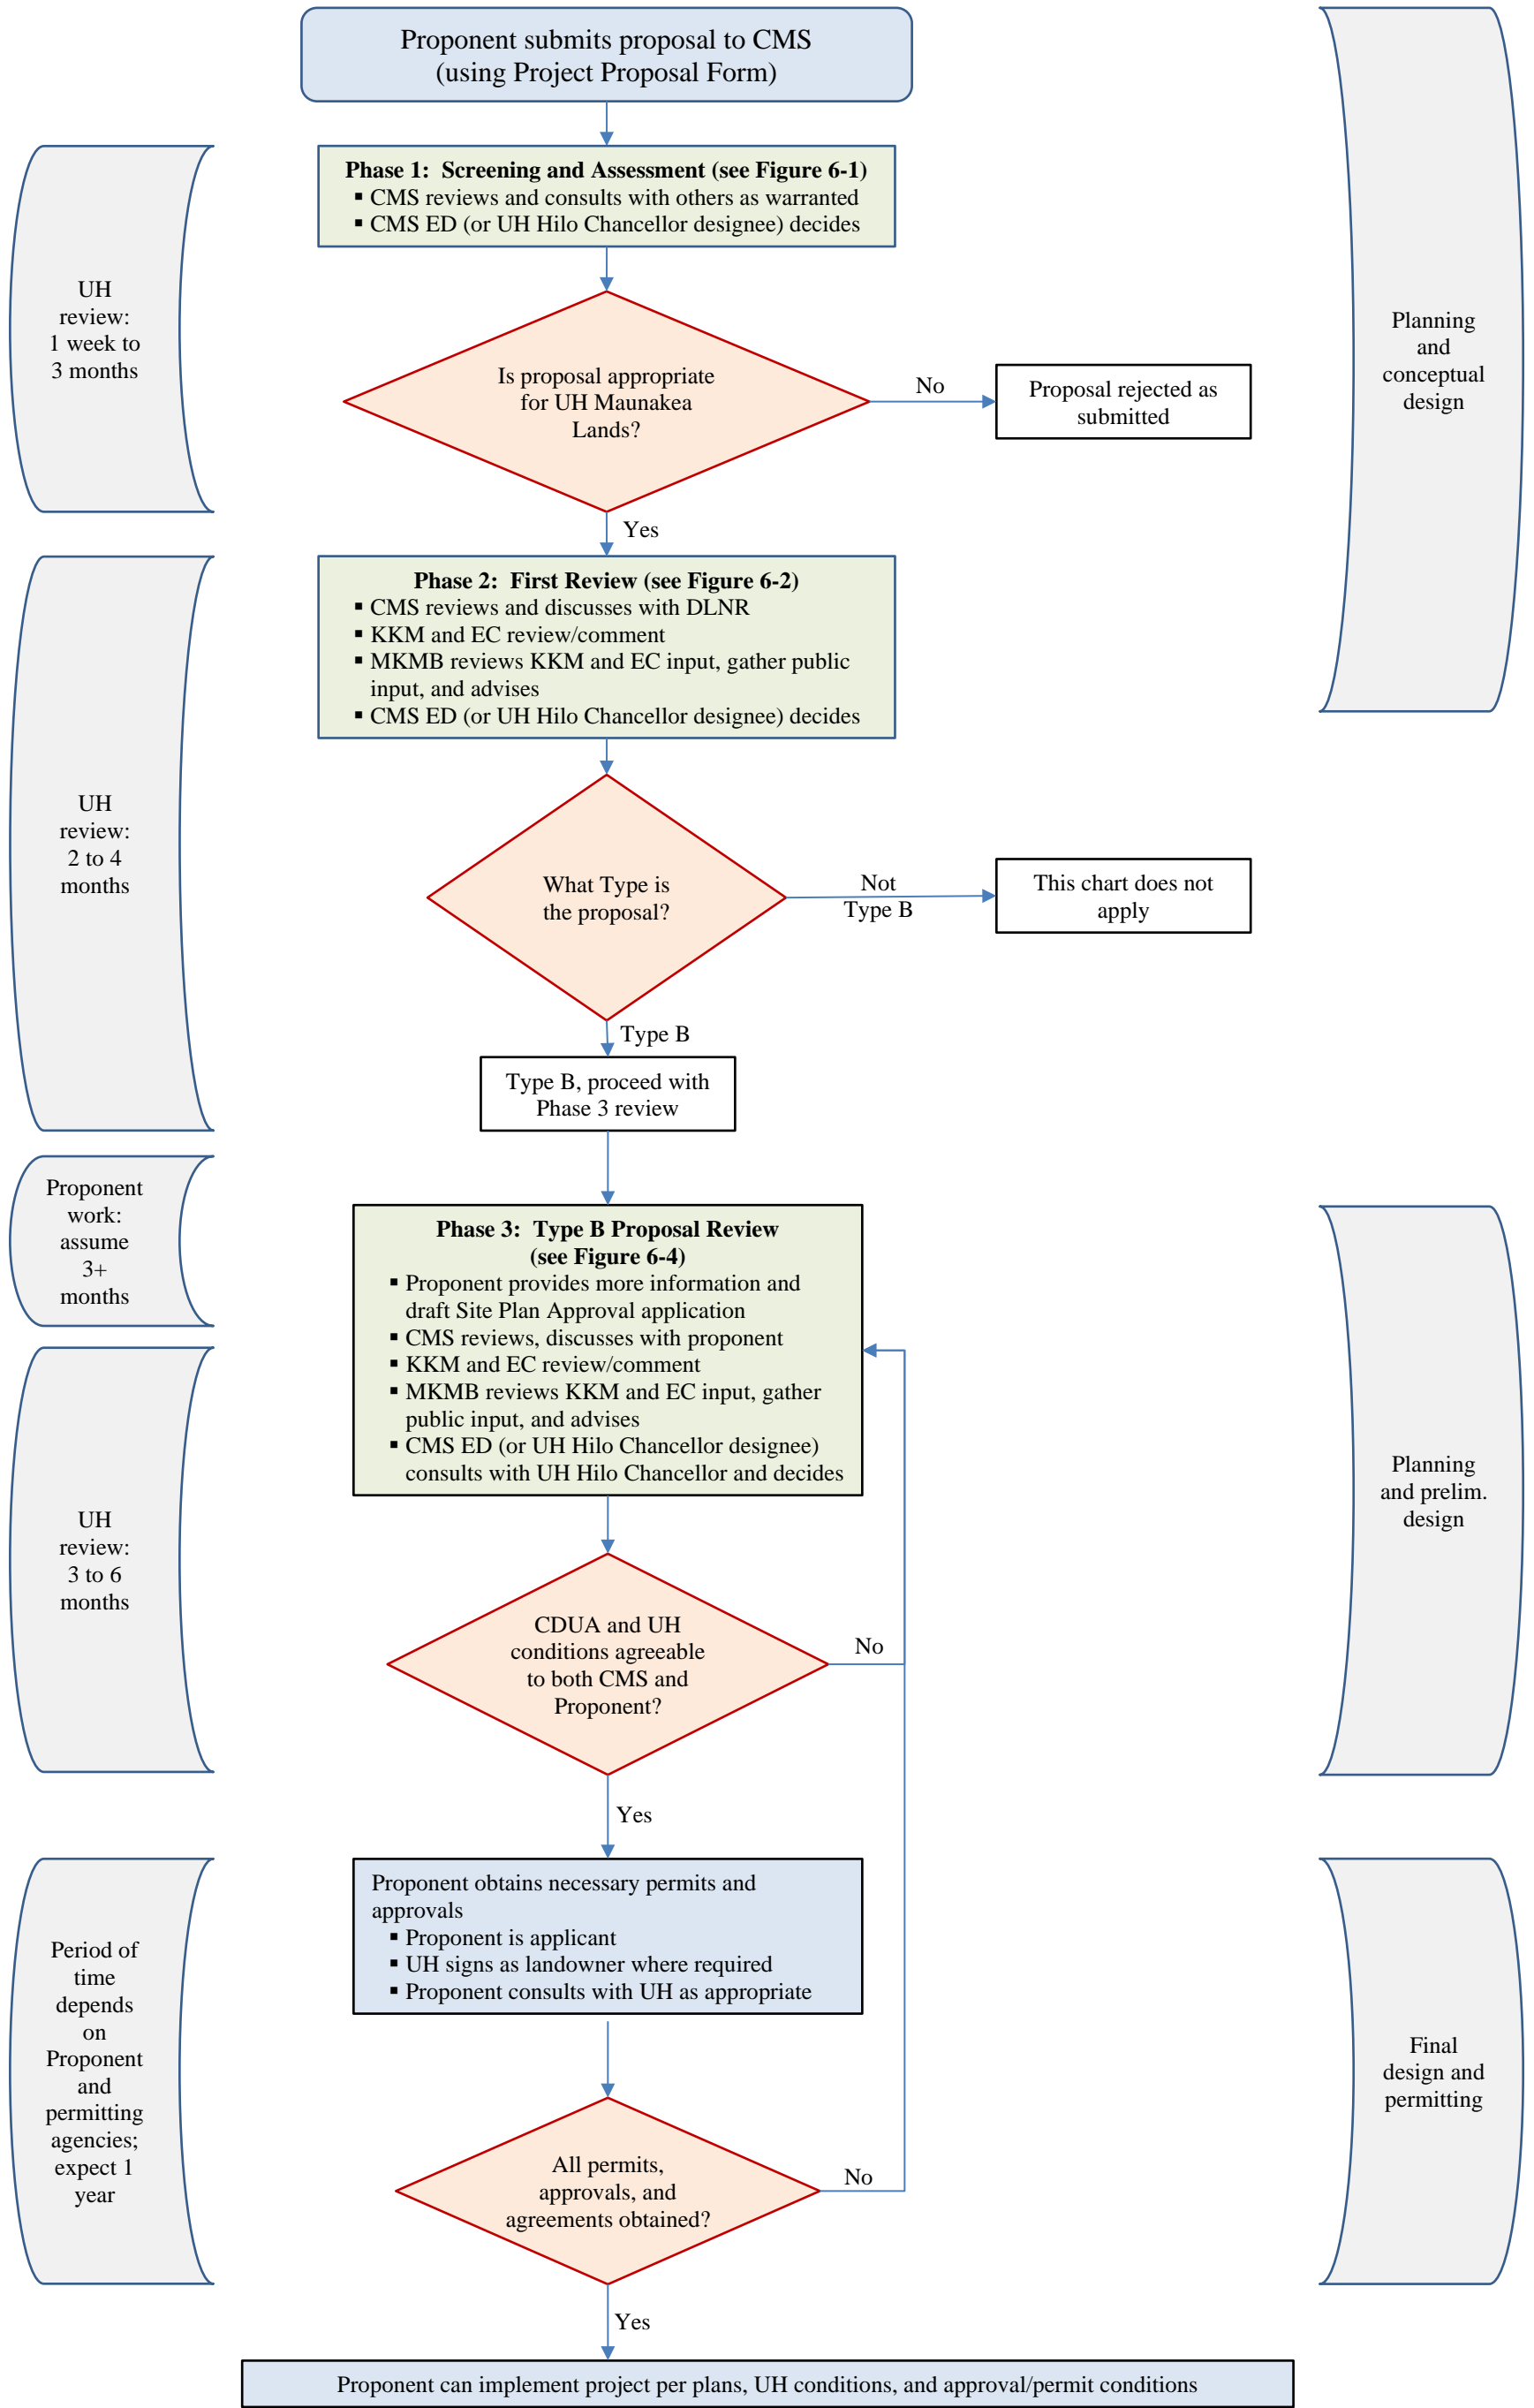 Proponent submits proposal to CMS
(using Project Proposal Form)
Phase 1:  Screening and Assessment (see Figure 6-1)
▪ CMS reviews and consults with others as warranted
▪ CMS ED (or UH Hilo Chancellor designee) decides
UH
review:
1 week to
3 months
Planning
and
conceptual
design
Is proposal appropriate
for UH Maunakea
Lands?
No
Proposal rejected as
submitted
Yes
Phase 2:  First Review (see Figure 6-2)
▪ CMS reviews and discusses with DLNR
▪ KKM and EC review/comment
▪ MKMB reviews KKM and EC input, gather public
input, and advises
▪ CMS ED (or UH Hilo Chancellor designee) decides
UH
review:
2 to 4
months
What Type is
the proposal?
Not
Type B
This chart does not
apply
Type B
Type B, proceed with
Phase 3 review
Proponent
work:
assume
3+
months
Phase 3:  Type B Proposal Review
(see Figure 6-4)
▪ Proponent provides more information and
draft Site Plan Approval application
▪ CMS reviews, discusses with proponent
▪ KKM and EC review/comment
▪ MKMB reviews KKM and EC input, gather
public input, and advises
▪ CMS ED (or UH Hilo Chancellor designee)
consults with UH Hilo Chancellor and decides
UH
review:
3 to 6
months
Planning
and prelim.
design
CDUA and UH
conditions agreeable
to both CMS and
Proponent?
No
Yes
Proponent obtains necessary permits and
approvals
▪ Proponent is applicant
▪ UH signs as landowner where required
▪ Proponent consults with UH as appropriate
Period of
time
depends
on
Proponent
and
permitting
agencies;
expect 1
year
Final
design and
permitting
All permits,
approvals, and
agreements obtained?
No
Yes
Proponent can implement project per plans, UH conditions, and approval/permit conditions